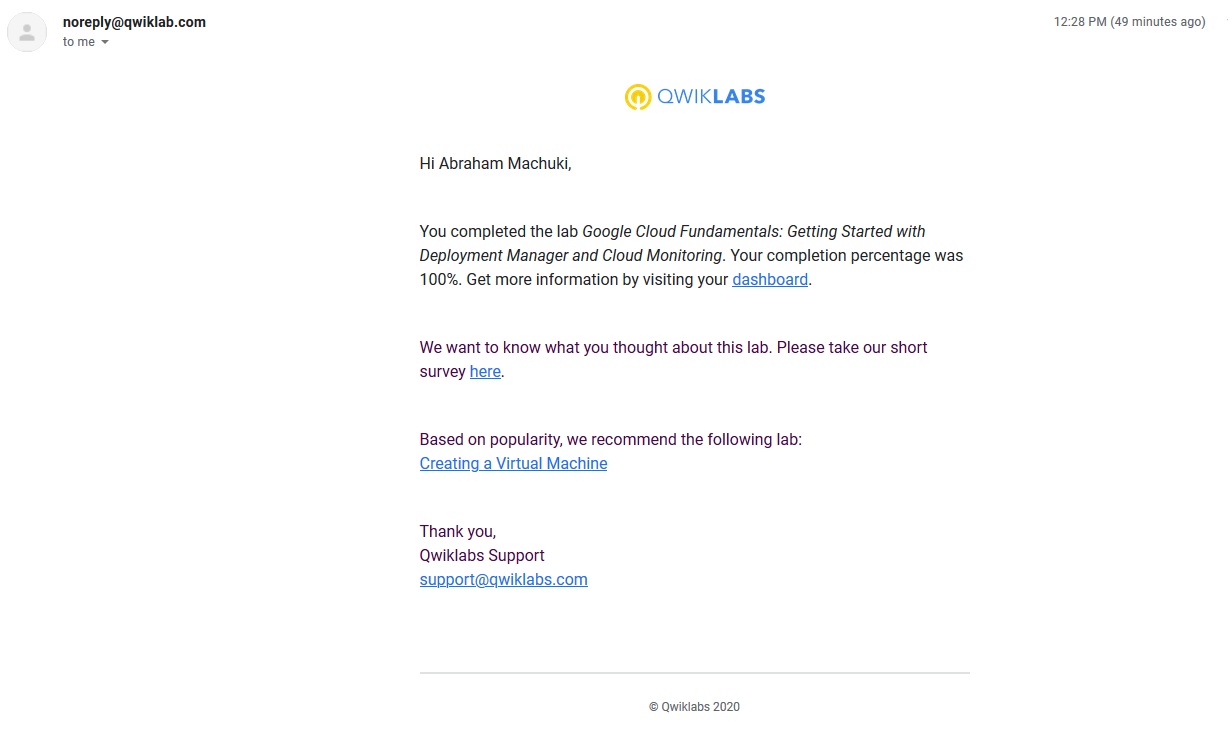 noreply@qwiklab.com
12:28 PM (49 minutes ago)
to me
QWIKLABS
Hi Abraham Machuki,
You completed the lab Google Cloud Fundamentals: Getting Started with
Deployment Manager and Cloud Monitoring. Your completion percentage was
100%. Get more information by visiting your dashboard.
We want to know what you thought about this lab. Please take our short
survey here.
Based on popularity, we recommend the following lab:
Creating a Virtual Machine
Thank you,
Qwiklabs Support
support@qwiklabs.com
© Qwiklabs 2020